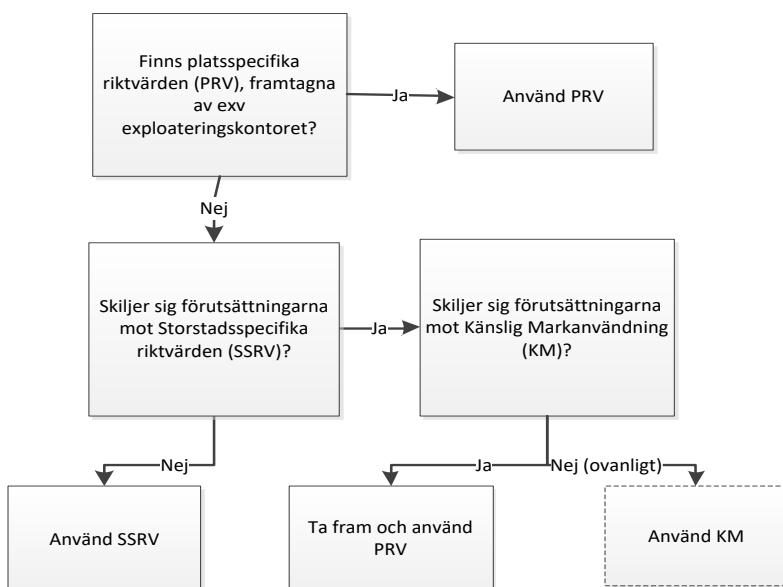 Finns platsspecifika
riktvärden (PRV), framtagna
av exv
exploateringskontoret?
Ja
Använd PRV
Nej
Skiljer sig förutsättningarna
mot Storstadsspecifika
riktvärden (SSRV)?
Ja
Skiljer sig förutsättningarna
mot Känslig Markanvändning
(KM)?
Nej
Ja
Nej (ovanligt)
Använd SSRV
Ta fram och använd
PRV
Använd KM